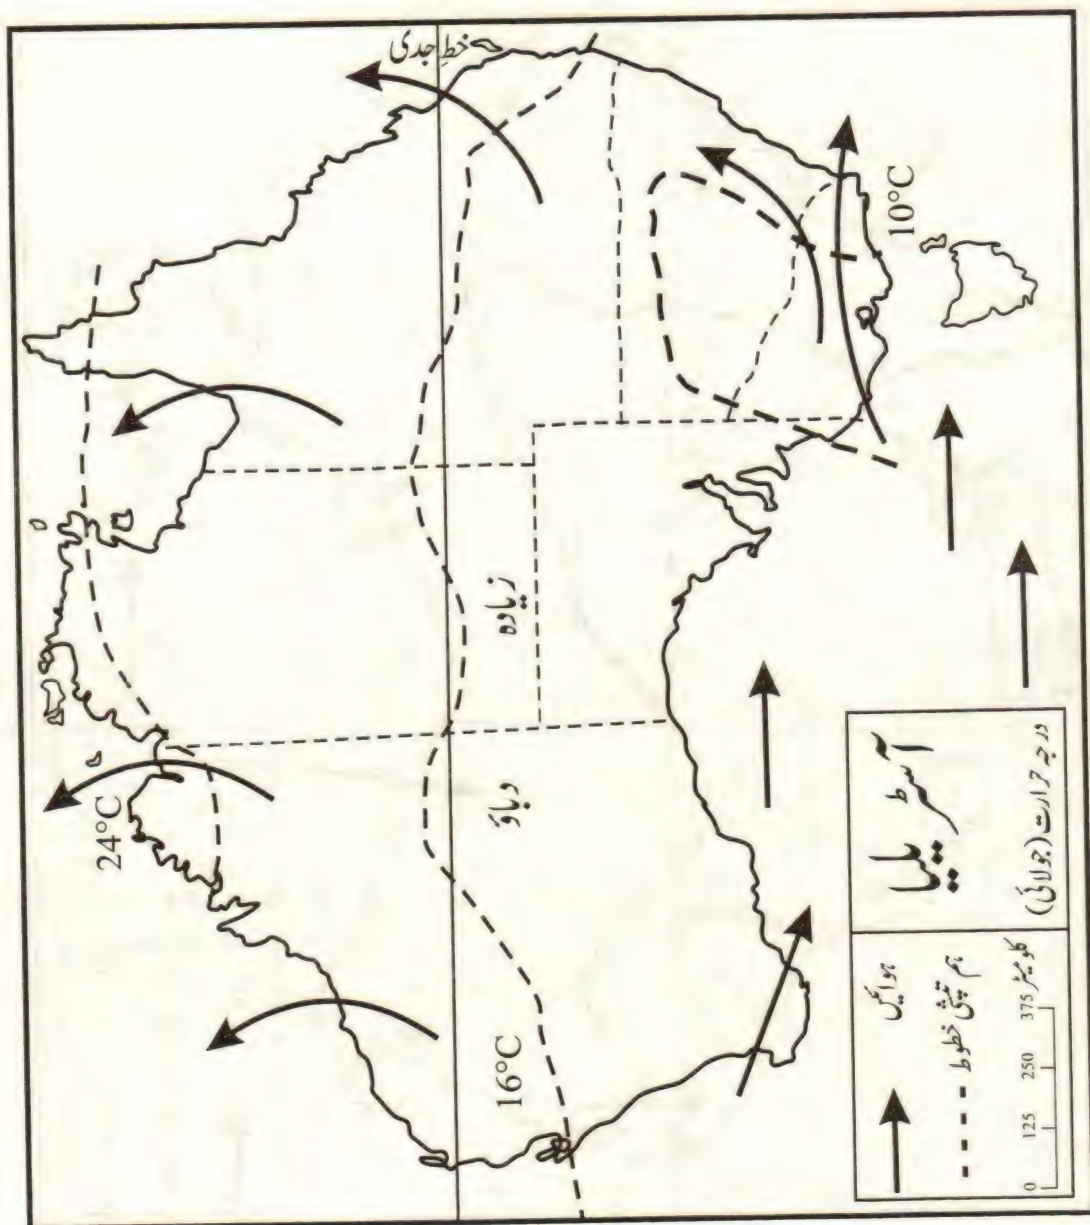 خطِ جدی
10°C
24°C
16°C
زیادہ
دباؤ
آسٹریلیا
درجہ حرارت (جولائی)
ہوائیں
ہم تپشی خطوط
0 125 250 375 کلومیٹر